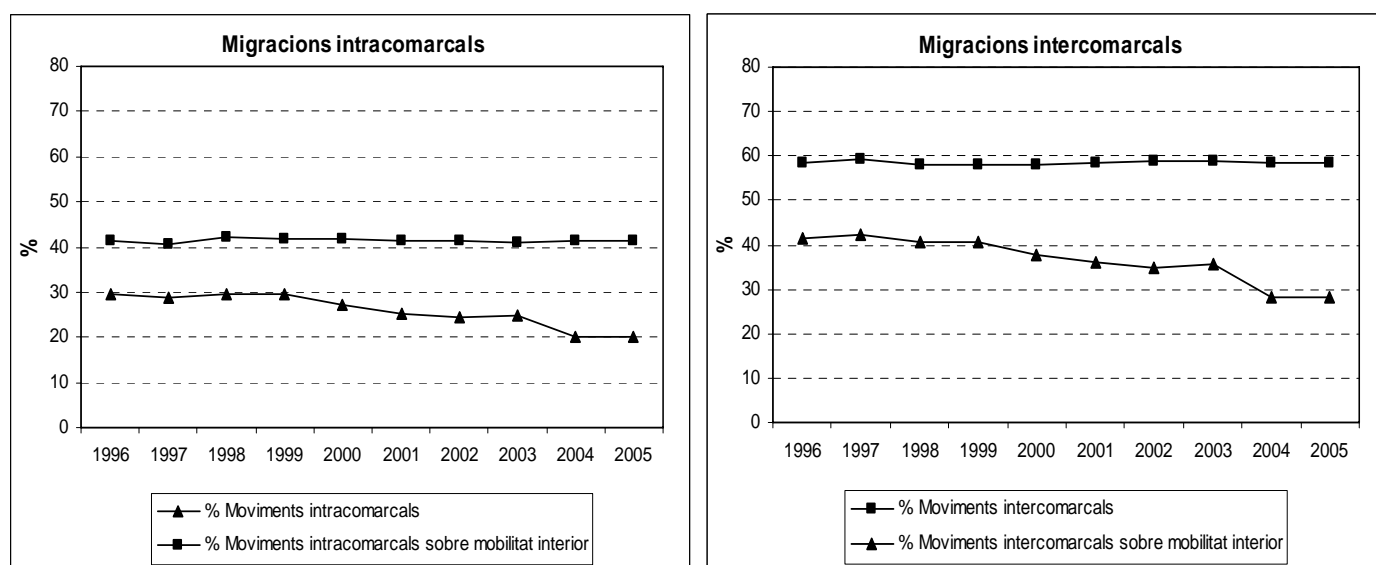 Migracions intracomarcals
80
70
60
50
40
30
20
10
0
%
1996 1997 1998 1999 2000 2001 2002 2003 2004 2005
% Moviments intracomarcals
% Moviments intracomarcals sobre mobilitat interior
Migracions intercomarcals
80
70
60
50
40
30
20
10
0
%
1996 1997 1998 1999 2000 2001 2002 2003 2004 2005
% Moviments intercomarcals
% Moviments intercomarcals sobre mobilitat interior